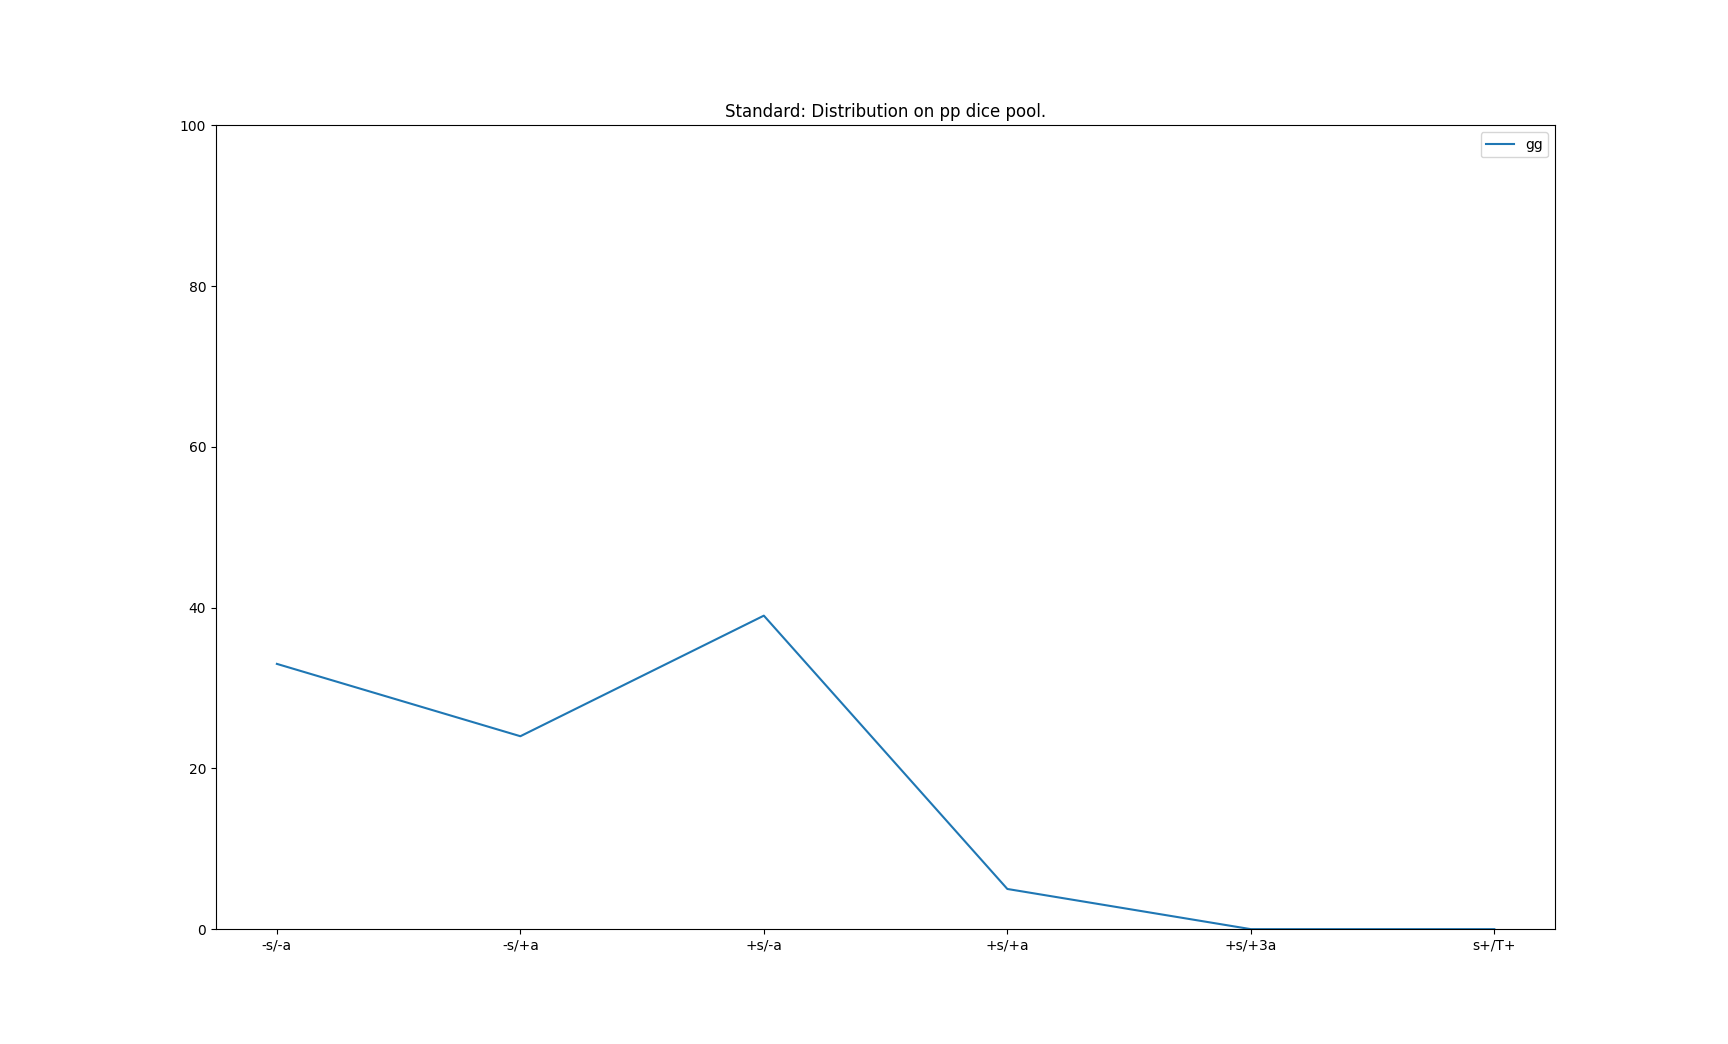 Standard: Distribution on pp dice pool.
100
80
60
40
20
0
gg
-s/-a
-s/+a
+s/-a
+s/+a
+s/+3a
s+/T+